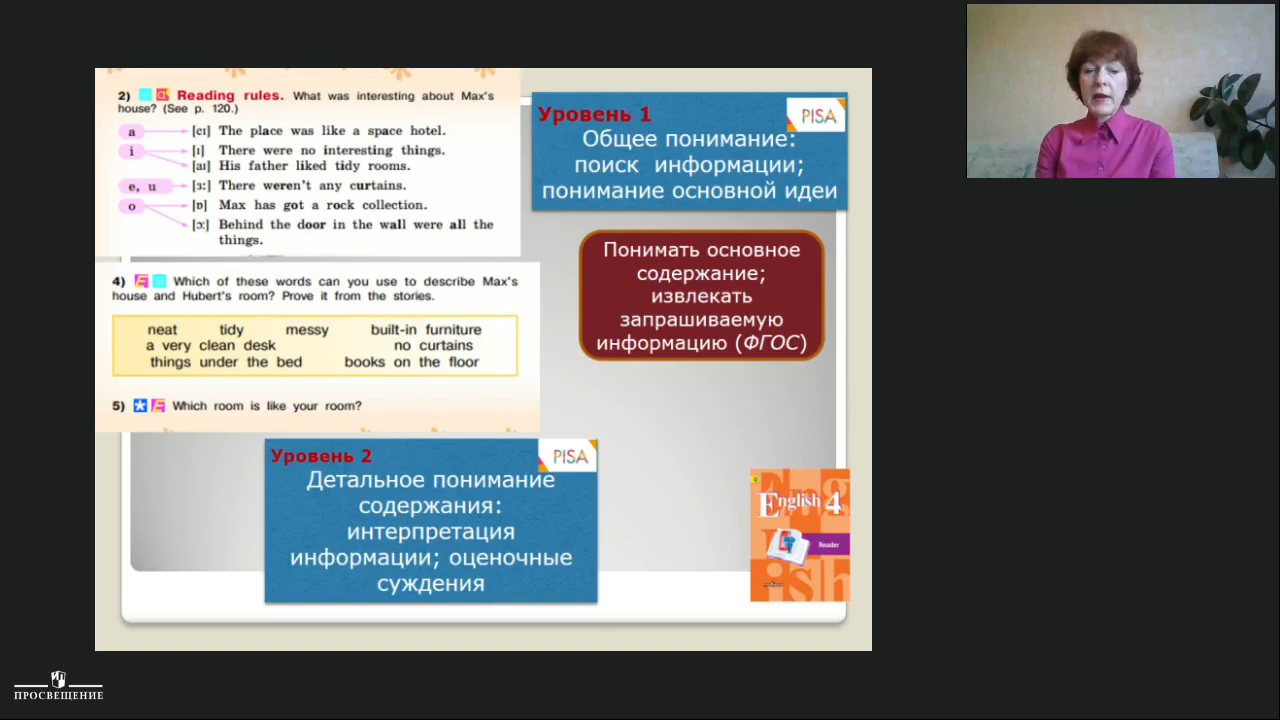 2) Reading rules. What was interesting about Max's
house? (See p. 120.)
a [eɪ] The place was like a space hotel.
i [ɪ] There were no interesting things.
[aɪ] His father liked tidy rooms.
e, u [ɜ:] There weren't any curtains.
o [ɒ] Max has got a rock collection.
[ɔ:] Behind the door in the wall were all the
things.
4) E Which of these words can you use to describe Max's
house and Hubert's room? Prove it from the stories.
neat tidy messy built-in furniture
a very clean desk no curtains
things under the bed books on the floor
5) E Which room is like your room?
Уровень 1
PISA
Общее понимание:
поиск информации;
понимание основной идеи
Понимать основное
содержание;
извлекать
запрашиваемую
информацию (ФГОС)
Уровень 2
PISA
Детальное понимание
содержания:
интерпретация
информации; оценочные
суждения
English 4
Reader
ПРОСВЕЩЕНИЕ